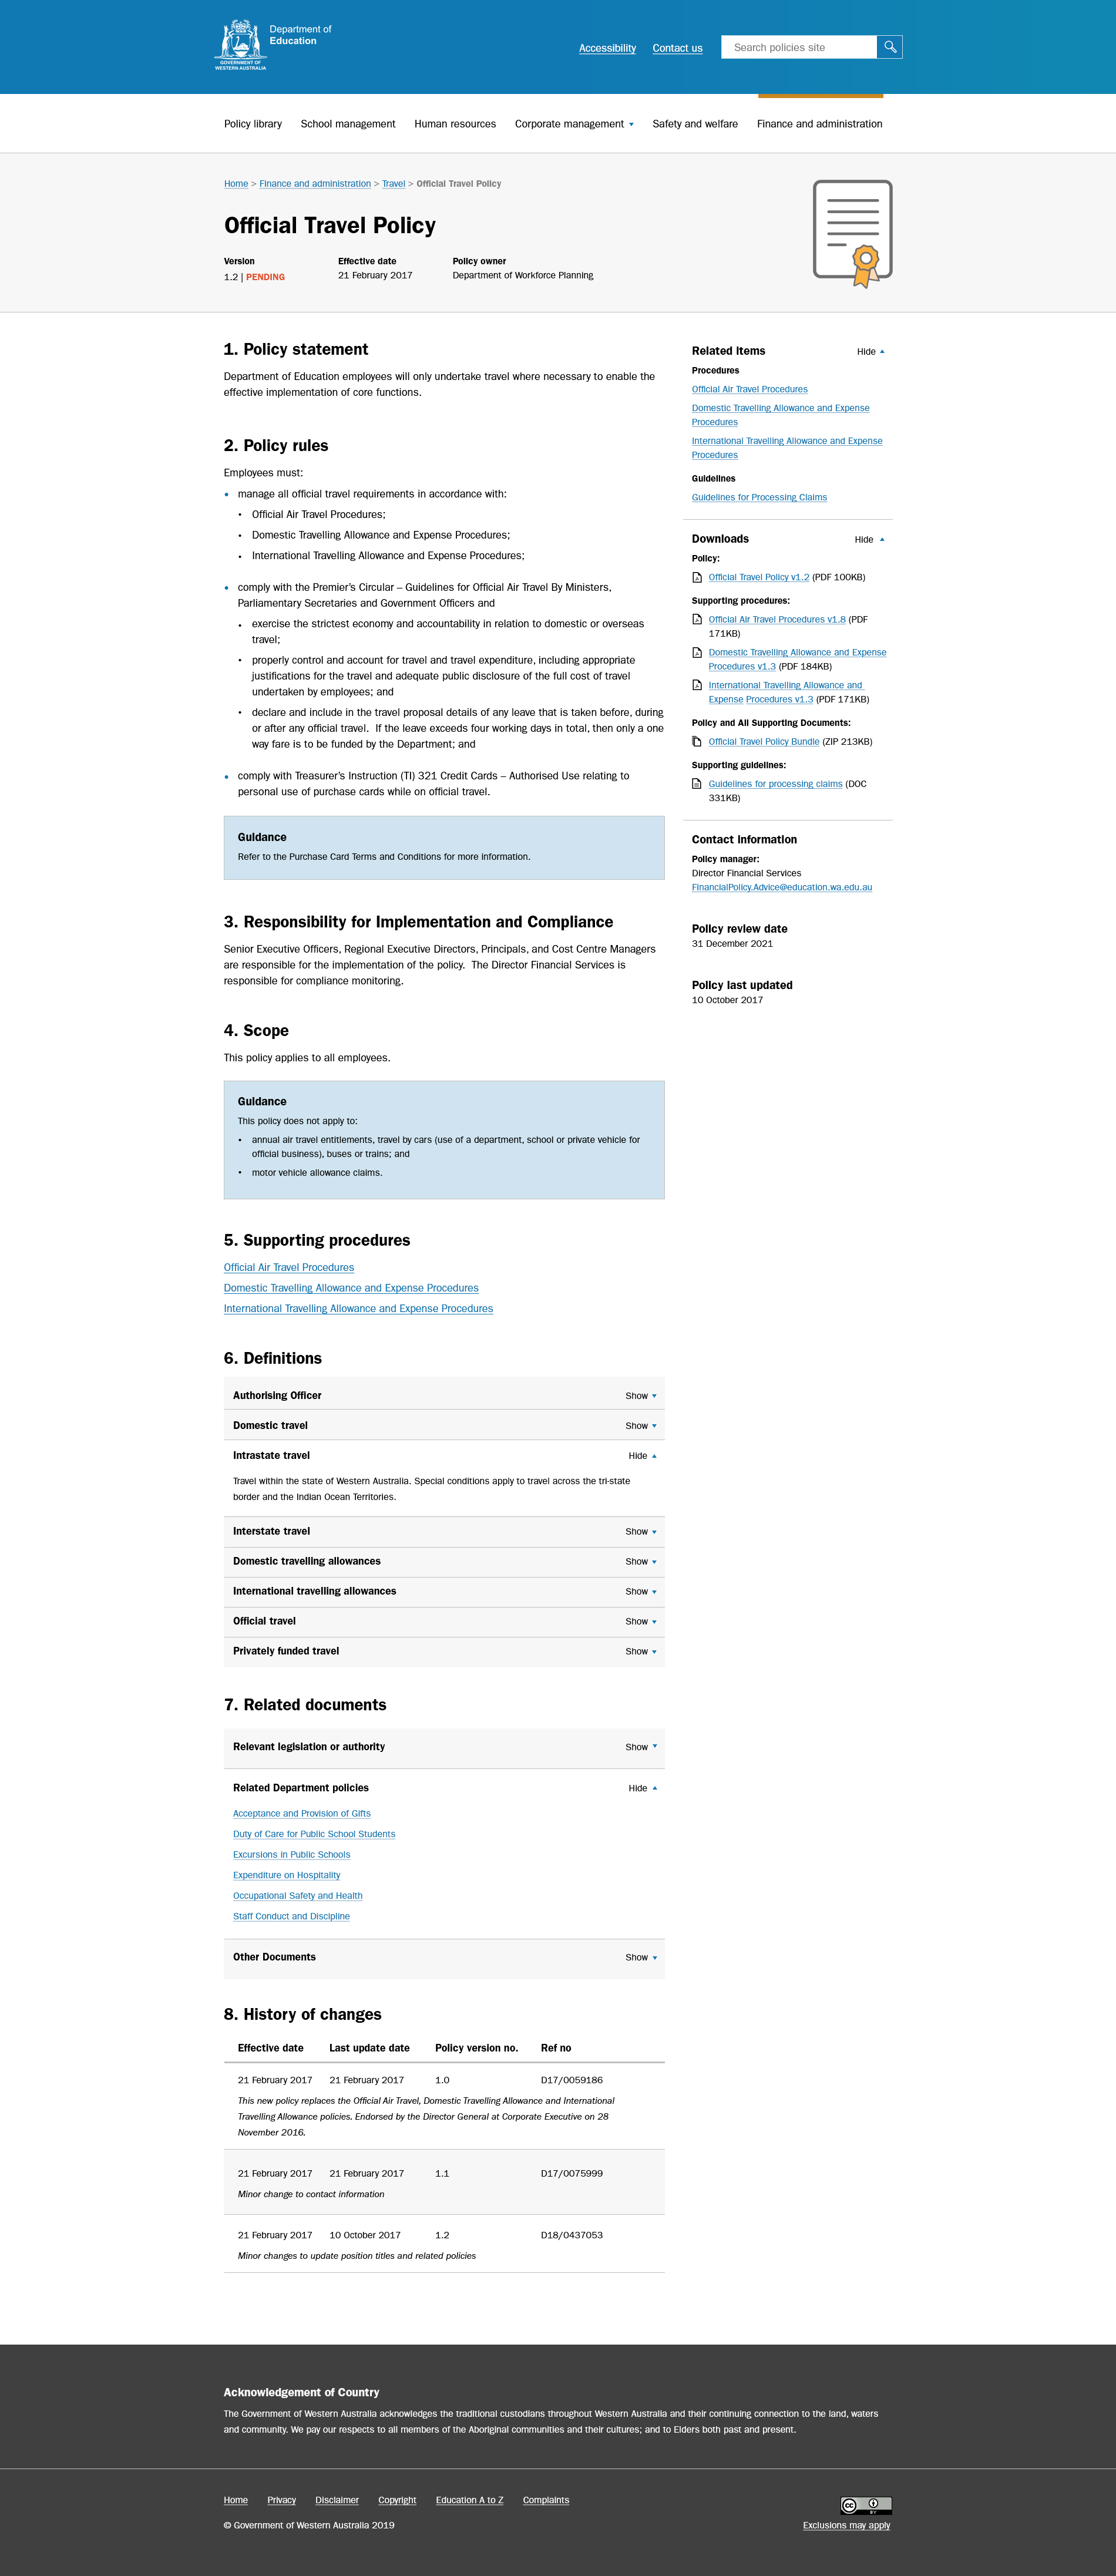 Department of
Education
GOVERNMENT OF
WESTERN AUSTRALIA
Accessibility
Contact us
Search policies site
Policy library
School management
Human resources
Corporate management
Safety and welfare
Finance and administration
Home > Finance and administration > Travel > Official Travel Policy
Official Travel Policy
Version
1.2 | PENDING
Effective date
21 February 2017
Policy owner
Department of Workforce Planning
1. Policy statement
Department of Education employees will only undertake travel where necessary to enable the
effective implementation of core functions.
2. Policy rules
Employees must:
• manage all official travel requirements in accordance with:
• Official Air Travel Procedures;
• Domestic Travelling Allowance and Expense Procedures;
• International Travelling Allowance and Expense Procedures;
• comply with the Premier’s Circular – Guidelines for Official Air Travel By Ministers,
Parliamentary Secretaries and Government Officers and
• exercise the strictest economy and accountability in relation to domestic or overseas
travel;
• properly control and account for travel and travel expenditure, including appropriate
justifications for the travel and adequate public disclosure of the full cost of travel
undertaken by employees; and
• declare and include in the travel proposal details of any leave that is taken before, during
or after any official travel.  If the leave exceeds four working days in total, then only a one
way fare is to be funded by the Department; and
• comply with Treasurer’s Instruction (TI) 321 Credit Cards – Authorised Use relating to
personal use of purchase cards while on official travel.
Guidance
Refer to the Purchase Card Terms and Conditions for more information.
3. Responsibility for Implementation and Compliance
Senior Executive Officers, Regional Executive Directors, Principals, and Cost Centre Managers
are responsible for the implementation of the policy.  The Director Financial Services is
responsible for compliance monitoring.
4. Scope
This policy applies to all employees.
Guidance
This policy does not apply to:
• annual air travel entitlements, travel by cars (use of a department, school or private vehicle for
official business), buses or trains; and
• motor vehicle allowance claims.
5. Supporting procedures
Official Air Travel Procedures
Domestic Travelling Allowance and Expense Procedures
International Travelling Allowance and Expense Procedures
6. Definitions
Authorising Officer Show
Domestic travel Show
Intrastate travel Hide
Travel within the state of Western Australia. Special conditions apply to travel across the tri-state
border and the Indian Ocean Territories.
Interstate travel Show
Domestic travelling allowances Show
International travelling allowances Show
Official travel Show
Privately funded travel Show
7. Related documents
Relevant legislation or authority Show
Related Department policies Hide
Acceptance and Provision of Gifts
Duty of Care for Public School Students
Excursions in Public Schools
Expenditure on Hospitality
Occupational Safety and Health
Staff Conduct and Discipline
Other Documents Show
8. History of changes
Effective date Last update date Policy version no. Ref no
21 February 2017 21 February 2017 1.0 D17/0059186
This new policy replaces the Official Air Travel, Domestic Travelling Allowance and International
Travelling Allowance policies. Endorsed by the Director General at Corporate Executive on 28
November 2016.
21 February 2017 21 February 2017 1.1 D17/0075999
Minor change to contact information
21 February 2017 10 October 2017 1.2 D18/0437053
Minor changes to update position titles and related policies
Related items Hide
Procedures
Official Air Travel Procedures
Domestic Travelling Allowance and Expense
Procedures
International Travelling Allowance and Expense
Procedures
Guidelines
Guidelines for Processing Claims
Downloads Hide
Policy:
Official Travel Policy v1.2 (PDF 100KB)
Supporting procedures:
Official Air Travel Procedures v1.8 (PDF
171KB)
Domestic Travelling Allowance and Expense
Procedures v1.3 (PDF 184KB)
International Travelling Allowance and
Expense Procedures v1.3 (PDF 171KB)
Policy and All Supporting Documents:
Official Travel Policy Bundle (ZIP 213KB)
Supporting guidelines:
Guidelines for processing claims (DOC
331KB)
Contact information
Policy manager:
Director Financial Services
FinancialPolicy.Advice@education.wa.edu.au
Policy review date
31 December 2021
Policy last updated
10 October 2017
Acknowledgement of Country
The Government of Western Australia acknowledges the traditional custodians throughout Western Australia and their continuing connection to the land, waters
and community. We pay our respects to all members of the Aboriginal communities and their cultures; and to Elders both past and present.
Home Privacy Disclaimer Copyright Education A to Z Complaints
© Government of Western Australia 2019
cc
BY
Exclusions may apply